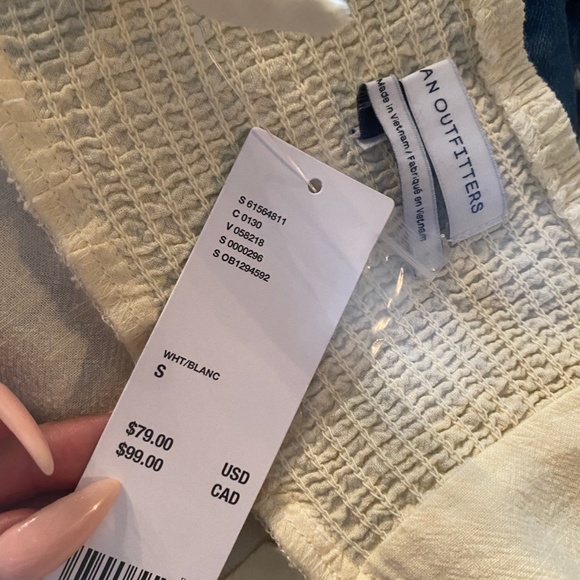 S 61564811
C 0130
V 058218
S 0000296
S OB1294592
WHT/BLANC
S
$79.00 USD
$99.00 CAD
AN OUTFITTERS
Made in Vietnam / Fabriqué en Vietnam